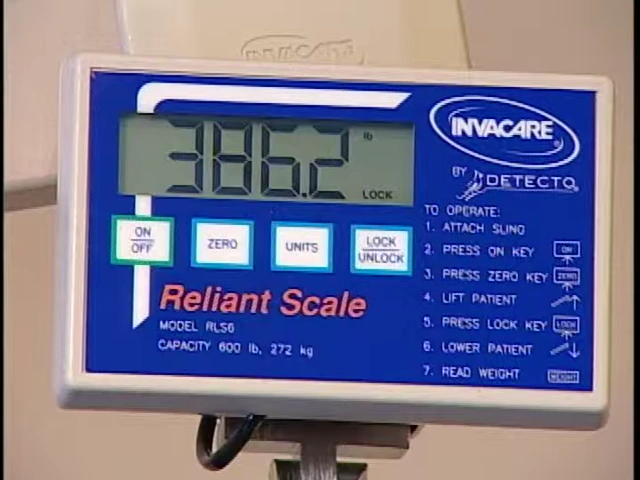 INVACARE
386.2 lb
LOCK
INVACARE
BY DETECTO
ON
OFF
ZERO
UNITS
LOCK
UNLOCK
Reliant Scale
MODEL RLS6
CAPACITY 600 lb, 272 kg
TO OPERATE:
1. ATTACH SLING
2. PRESS ON KEY ON
3. PRESS ZERO KEY ZERO
4. LIFT PATIENT
5. PRESS LOCK KEY LOCK
6. LOWER PATIENT
7. READ WEIGHT WEIGHT